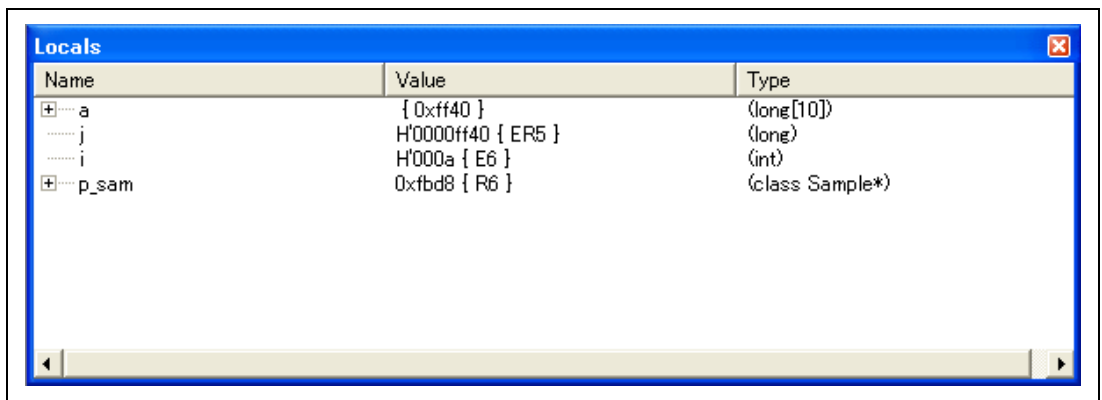 Locals
Name Value Type
a { 0xff40 } (long[10])
j H'0000ff40 { ER5 } (long)
i H'000a { E6 } (int)
p_sam 0xfbd8 { R6 } (class Sample*)